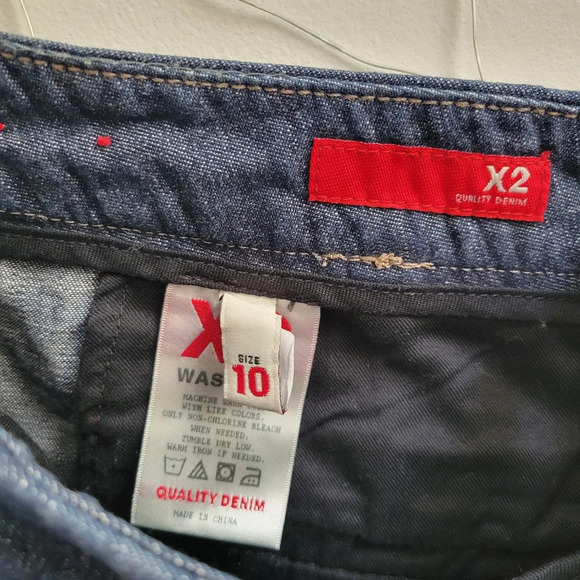 X2
QUALITY DENIM
SIZE
10
MACHINE WASH
WITH LIKE COLORS.
ONLY NON-CHLORINE BLEACH
WHEN NEEDED.
TUMBLE DRY LOW.
WARM IRON IF NEEDED.
QUALITY DENIM
MADE IN CHINA